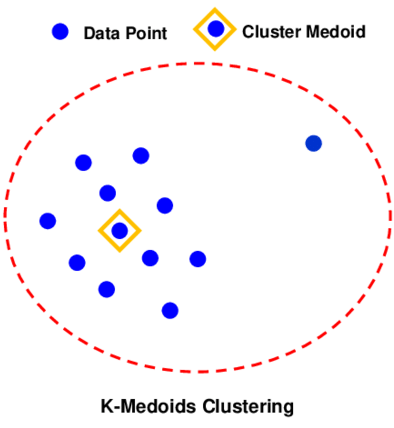 Data Point
Cluster Medoid
K-Medoids Clustering